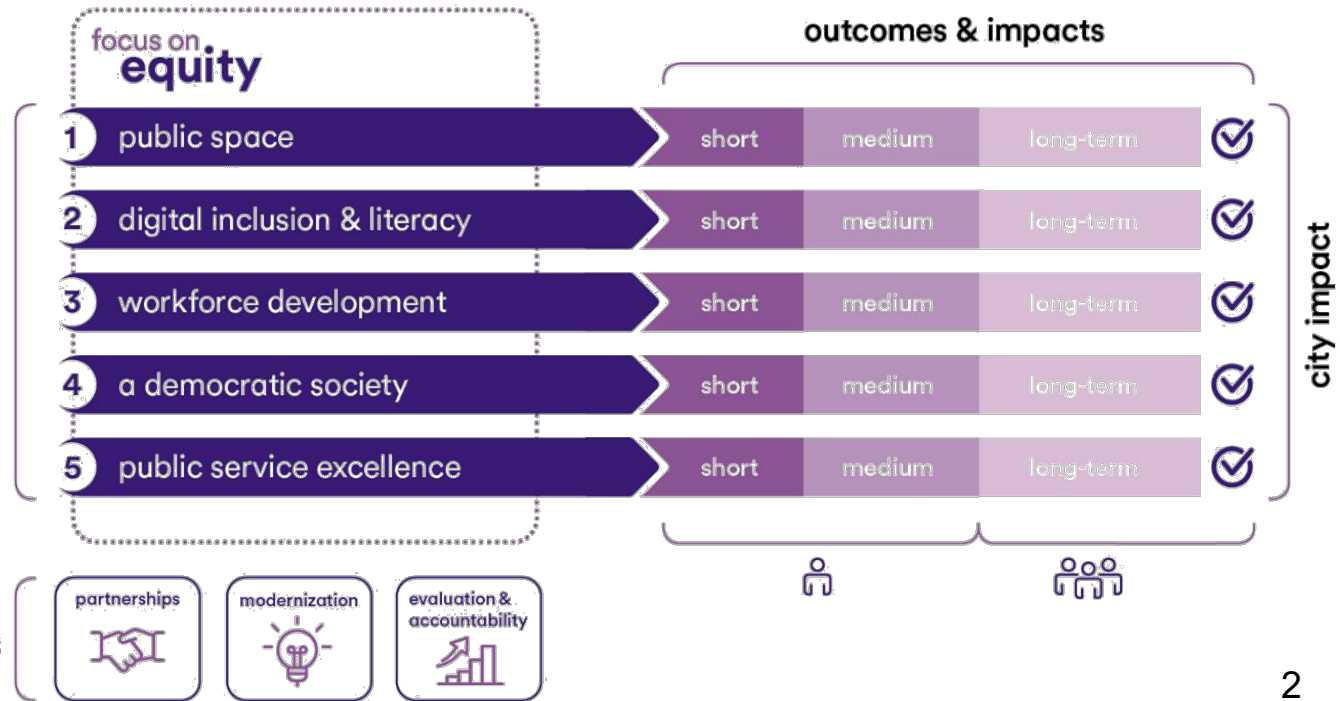 focus on
equity
outcomes & impacts
1 public space short medium long-term
2 digital inclusion & literacy short medium long-term
3 workforce development short medium long-term
4 a democratic society short medium long-term
5 public service excellence short medium long-term
city impact
partnerships
modernization
evaluation &
accountability
2